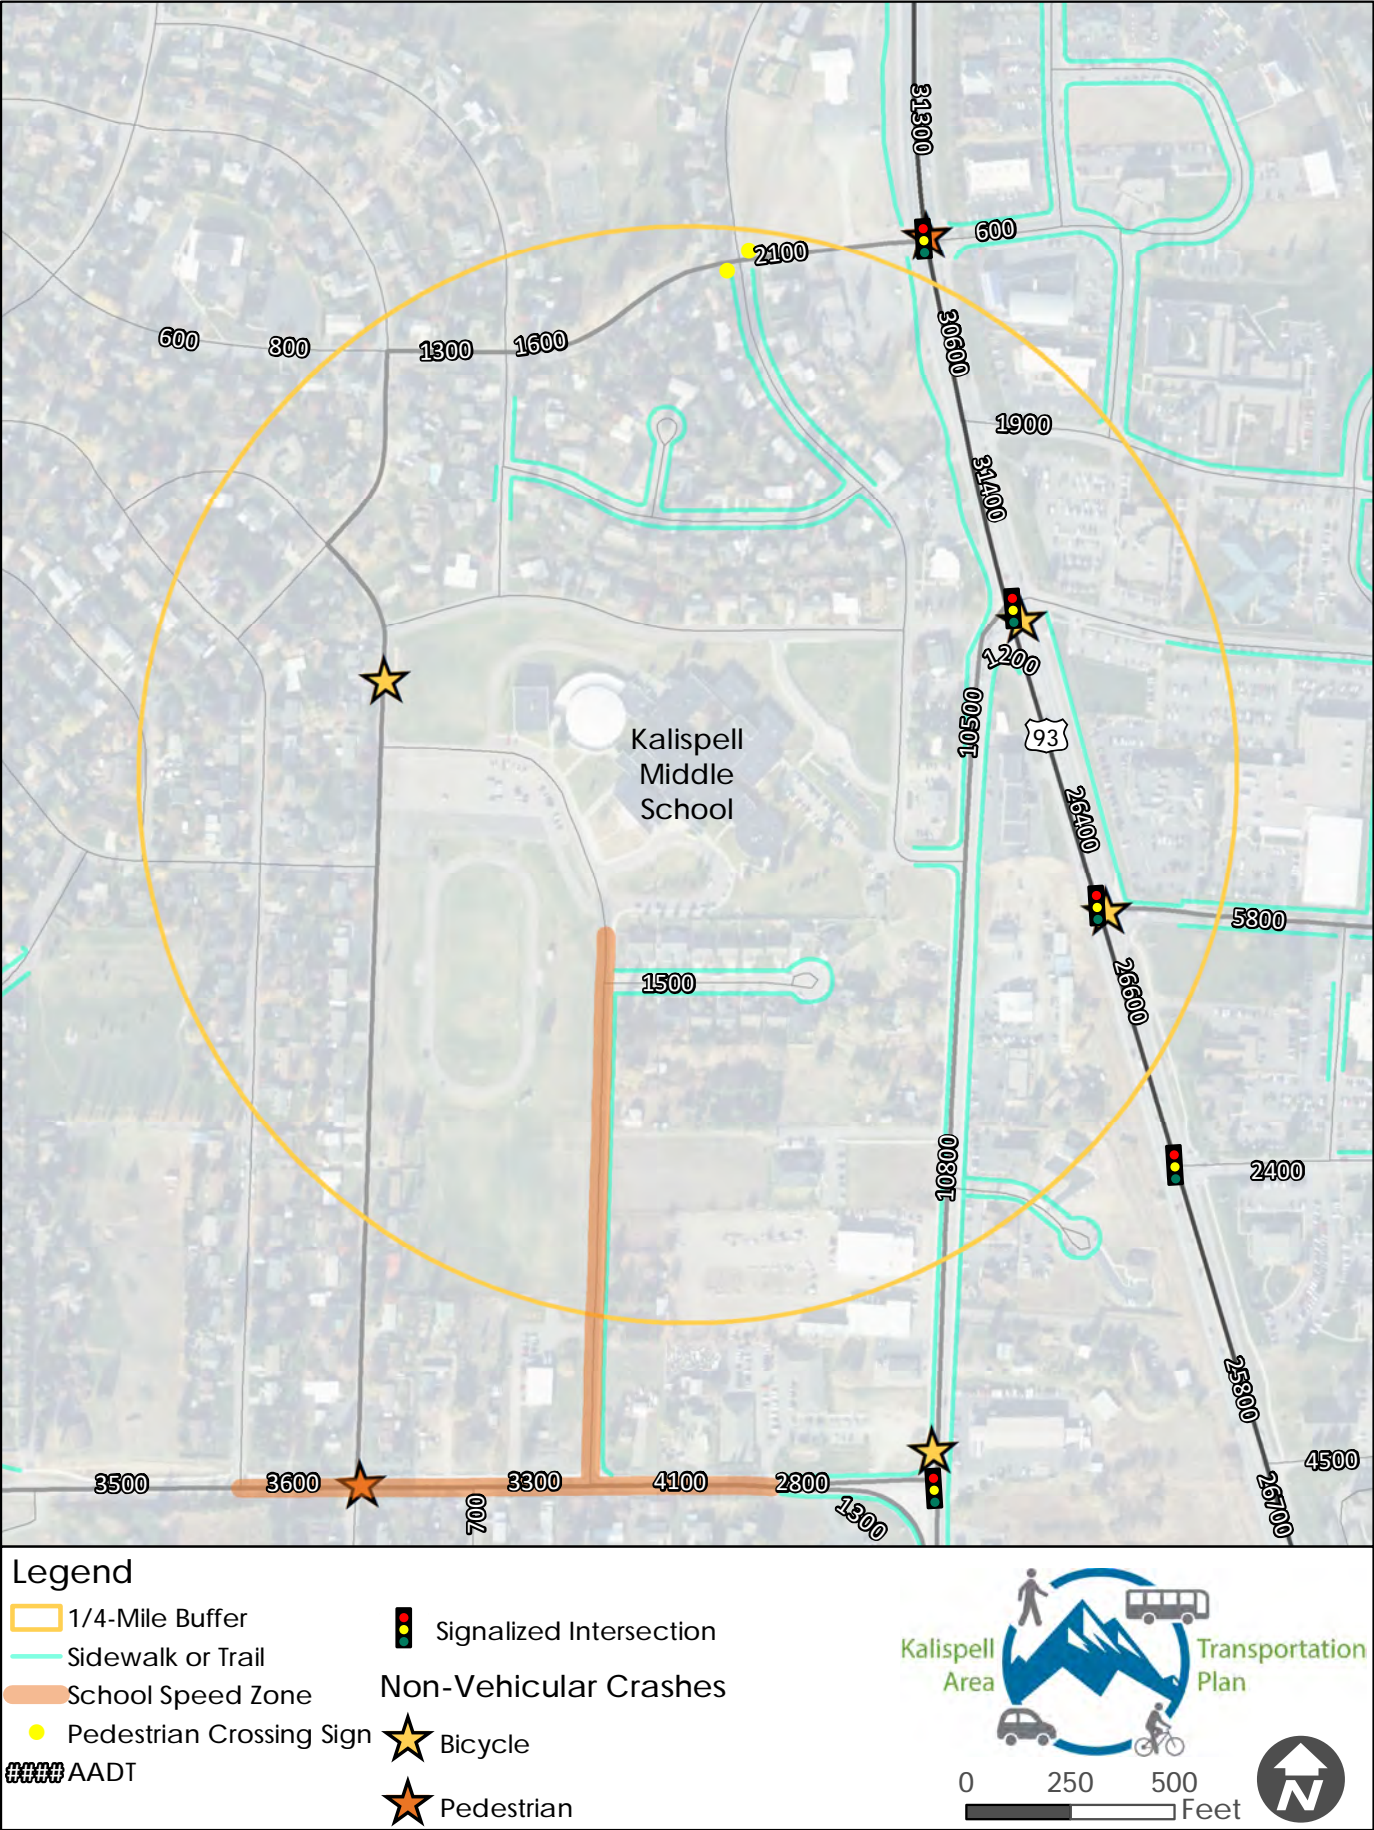 31300
600
2100
30600
600
800
1300
1600
1900
31400
1200
10500
93
Kalispell
Middle
School
26400
5800
26600
1500
10800
2400
25800
4500
3500
3600
3300
4100
2800
700
1300
26700
Legend
1/4-Mile Buffer
Sidewalk or Trail
School Speed Zone
Pedestrian Crossing Sign
#### AADT
Signalized Intersection
Non-Vehicular Crashes
Bicycle
Pedestrian
Kalispell Transportation
Area Plan
0 250 500
Feet
N